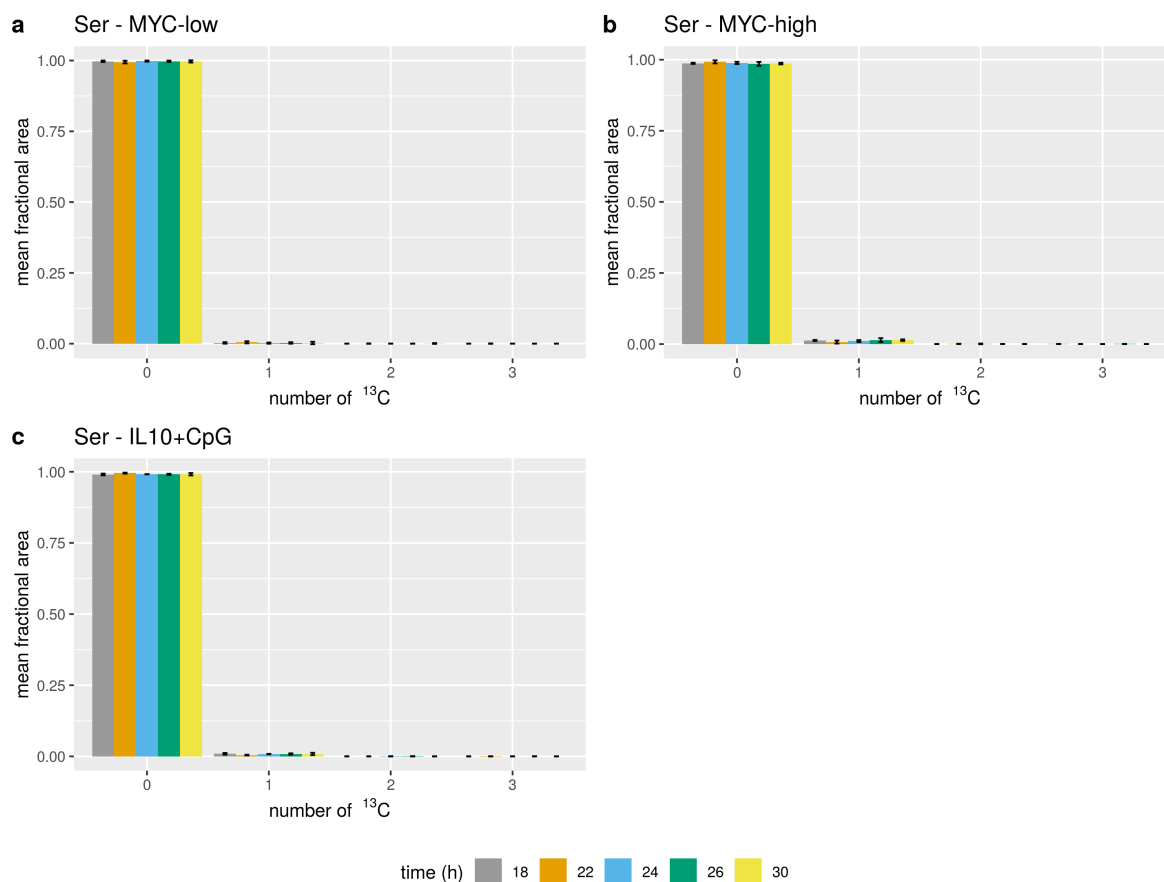 a Ser - MYC-low
mean fractional area
1.00
0.75
0.50
0.25
0.00
0 1 2 3
number of ¹³C
b Ser - MYC-high
mean fractional area
1.00
0.75
0.50
0.25
0.00
0 1 2 3
number of ¹³C
c Ser - IL10+CpG
mean fractional area
1.00
0.75
0.50
0.25
0.00
0 1 2 3
number of ¹³C
time (h) 18 22 24 26 30